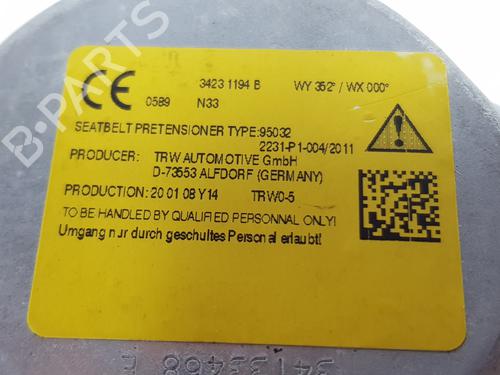 34231194 B WY 352° / WX 000°
CE 0589 N33
SEATBELT PRETENSIONER TYPE:95032
2231-P1-004/2011
PRODUCER: TRW AUTOMOTIVE GmbH
D-73553 ALFDORF (GERMANY)
PRODUCTION:20 01 08 Y14 TRW0-5
TO BE HANDLED BY QUALIFIED PERSONNAL ONLY!
Umgang nur durch geschultes Personal erlaubt!
34133468 E
B-PARTS